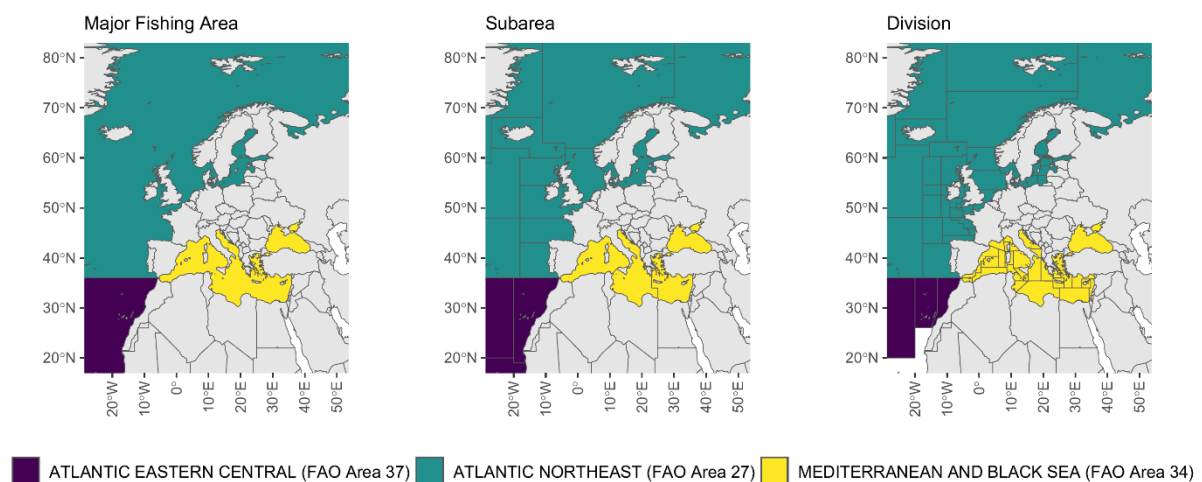 Major Fishing Area
Subarea
Division
80°N
70°N
60°N
50°N
40°N
30°N
20°N
80°N
70°N
60°N
50°N
40°N
30°N
20°N
80°N
70°N
60°N
50°N
40°N
30°N
20°N
20°W
10°W
0°
10°E
20°E
30°E
40°E
50°E
20°W
10°W
0°
10°E
20°E
30°E
40°E
50°E
20°W
10°W
0°
10°E
20°E
30°E
40°E
50°E
ATLANTIC EASTERN CENTRAL (FAO Area 37)
ATLANTIC NORTHEAST (FAO Area 27)
MEDITERRANEAN AND BLACK SEA (FAO Area 34)